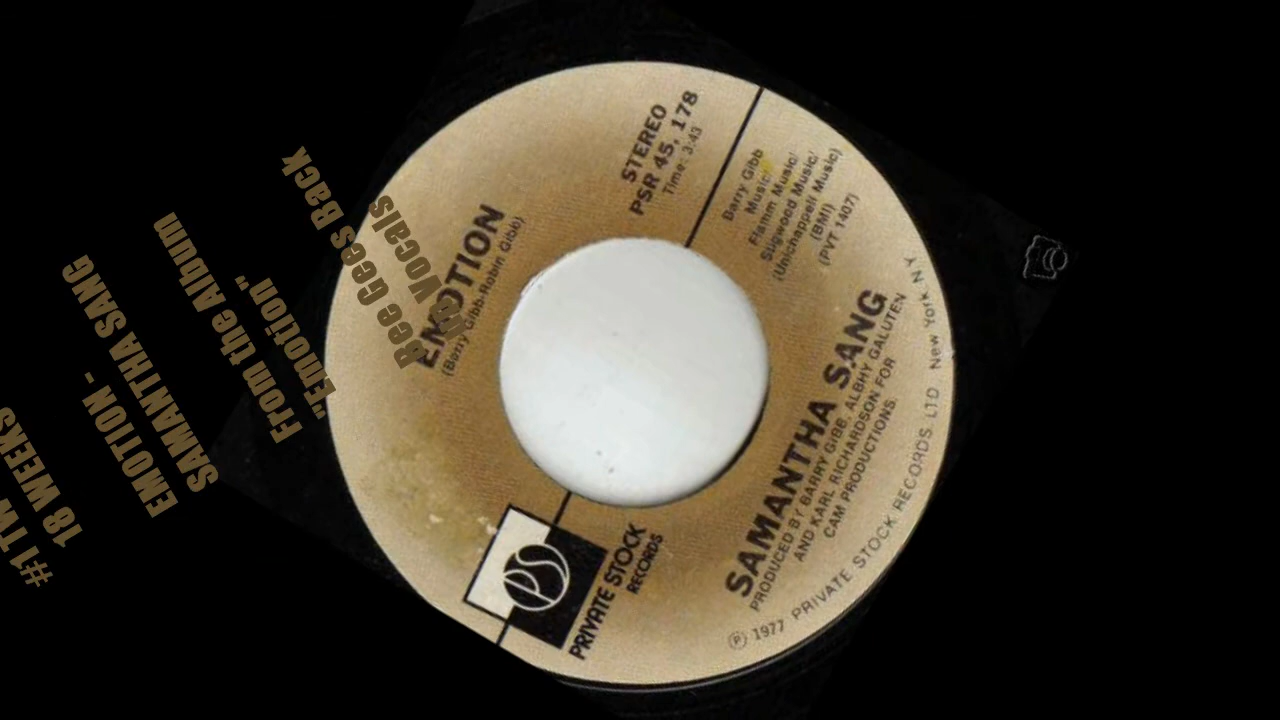 #1 TW
18 WEEKS
EMOTION -
SAMANTHA SANG
From the Album
"Emotion"
Bee Gees Back
Up Vocals
EMOTION
(Barry Gibb-Robin Gibb)
STEREO
PSR 45, 178
Time: 3:43
Barry Gibb
Music/
Flamm Music/
Stigwood Music/
(Unichappell Music)
(BMI)
(PVT 1407)
PS
PRIVATE STOCK
RECORDS
SAMANTHA SANG
PRODUCED BY BARRY GIBB, ALBHY GALUTEN
AND KARL RICHARDSON FOR
CAM PRODUCTIONS.
Ⓟ 1977 PRIVATE STOCK RECORDS. LTD New York, N.Y.